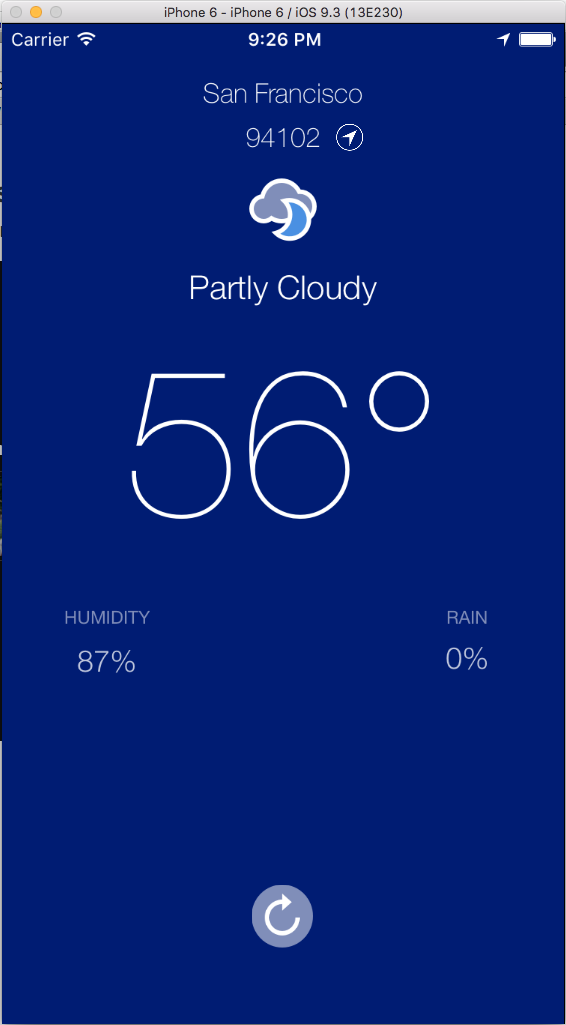 iPhone 6 - iPhone 6 / iOS 9.3 (13E230)
Carrier 9:26 PM
San Francisco
94102
Partly Cloudy
56°
HUMIDITY RAIN
87% 0%